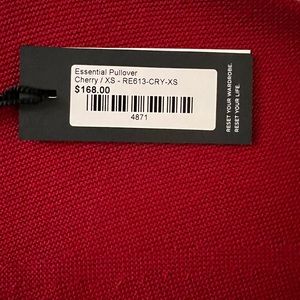 Essential Pullover
Cherry / XS - RE613-CRY-XS
$168.00
4871
RESET YOUR WARDROBE.
RESET YOUR LIFE.